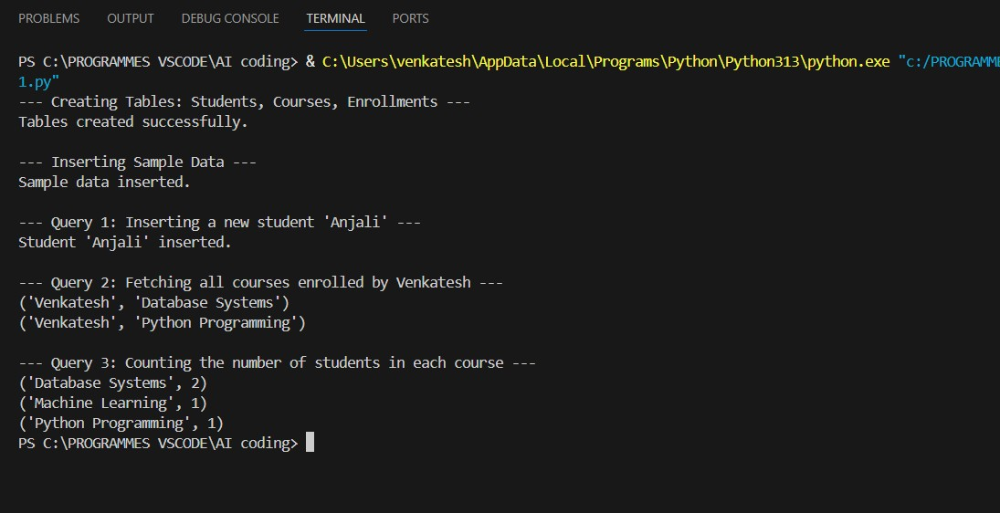 PROBLEMS OUTPUT DEBUG CONSOLE TERMINAL PORTS
PS C:\PROGRAMMES VSCODE\AI coding> & C:\Users\venkatesh\AppData\Local\Programs\Python\Python313\python.exe "c:/PROGRAMME
1.py"
--- Creating Tables: Students, Courses, Enrollments ---
Tables created successfully.
--- Inserting Sample Data ---
Sample data inserted.
--- Query 1: Inserting a new student 'Anjali' ---
Student 'Anjali' inserted.
--- Query 2: Fetching all courses enrolled by Venkatesh ---
('Venkatesh', 'Database Systems')
('Venkatesh', 'Python Programming')
--- Query 3: Counting the number of students in each course ---
('Database Systems', 2)
('Machine Learning', 1)
('Python Programming', 1)
PS C:\PROGRAMMES VSCODE\AI coding>